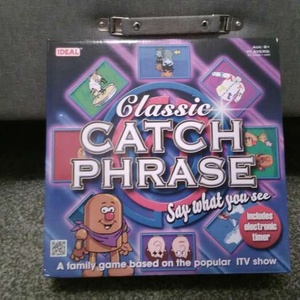 IDEAL
Classic
CATCH
PHRASE
Say what you see
includes
electronic
timer
A family game based on the popular ITV show